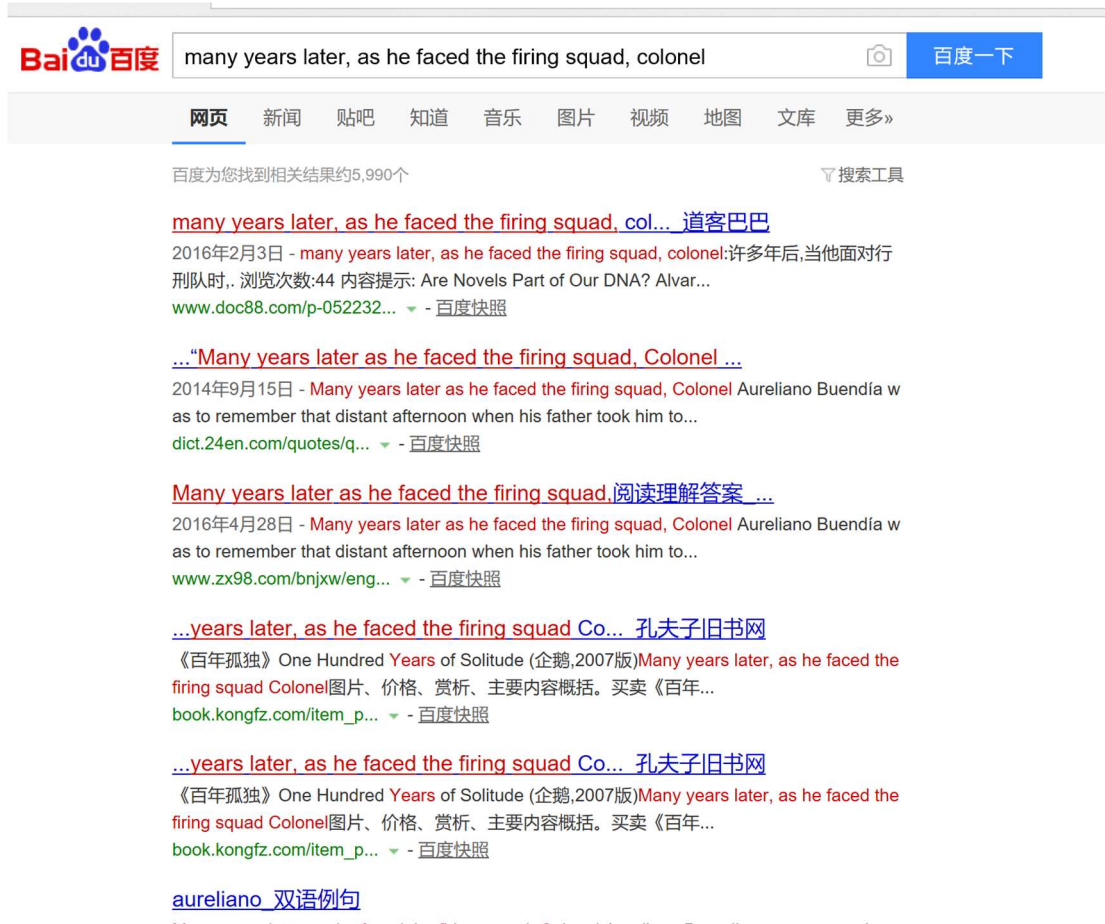 Baidu百度
many years later, as he faced the firing squad, colonel
百度一下
网页 新闻 贴吧 知道 音乐 图片 视频 地图 文库 更多»
百度为您找到相关结果约5,990个 搜索工具
many years later, as he faced the firing squad, col..._道客巴巴
2016年2月3日 - many years later, as he faced the firing squad, colonel:许多年后,当他面对行
刑队时,. 浏览次数:44 内容提示: Are Novels Part of Our DNA? Alvar...
www.doc88.com/p-052232... - 百度快照
..."Many years later as he faced the firing squad, Colonel ...
2014年9月15日 - Many years later as he faced the firing squad, Colonel Aureliano Buendía w
as to remember that distant afternoon when his father took him to...
dict.24en.com/quotes/q... - 百度快照
Many years later as he faced the firing squad,阅读理解答案_...
2016年4月28日 - Many years later as he faced the firing squad, Colonel Aureliano Buendía w
as to remember that distant afternoon when his father took him to...
www.zx98.com/bnjxw/eng... - 百度快照
...years later, as he faced the firing squad Co..._孔夫子旧书网
《百年孤独》One Hundred Years of Solitude (企鹅,2007版)Many years later, as he faced the
firing squad Colonel图片、价格、赏析、主要内容概括。买卖《百年...
book.kongfz.com/item_p... - 百度快照
...years later, as he faced the firing squad Co..._孔夫子旧书网
《百年孤独》One Hundred Years of Solitude (企鹅,2007版)Many years later, as he faced the
firing squad Colonel图片、价格、赏析、主要内容概括。买卖《百年...
book.kongfz.com/item_p... - 百度快照
aureliano_双语例句